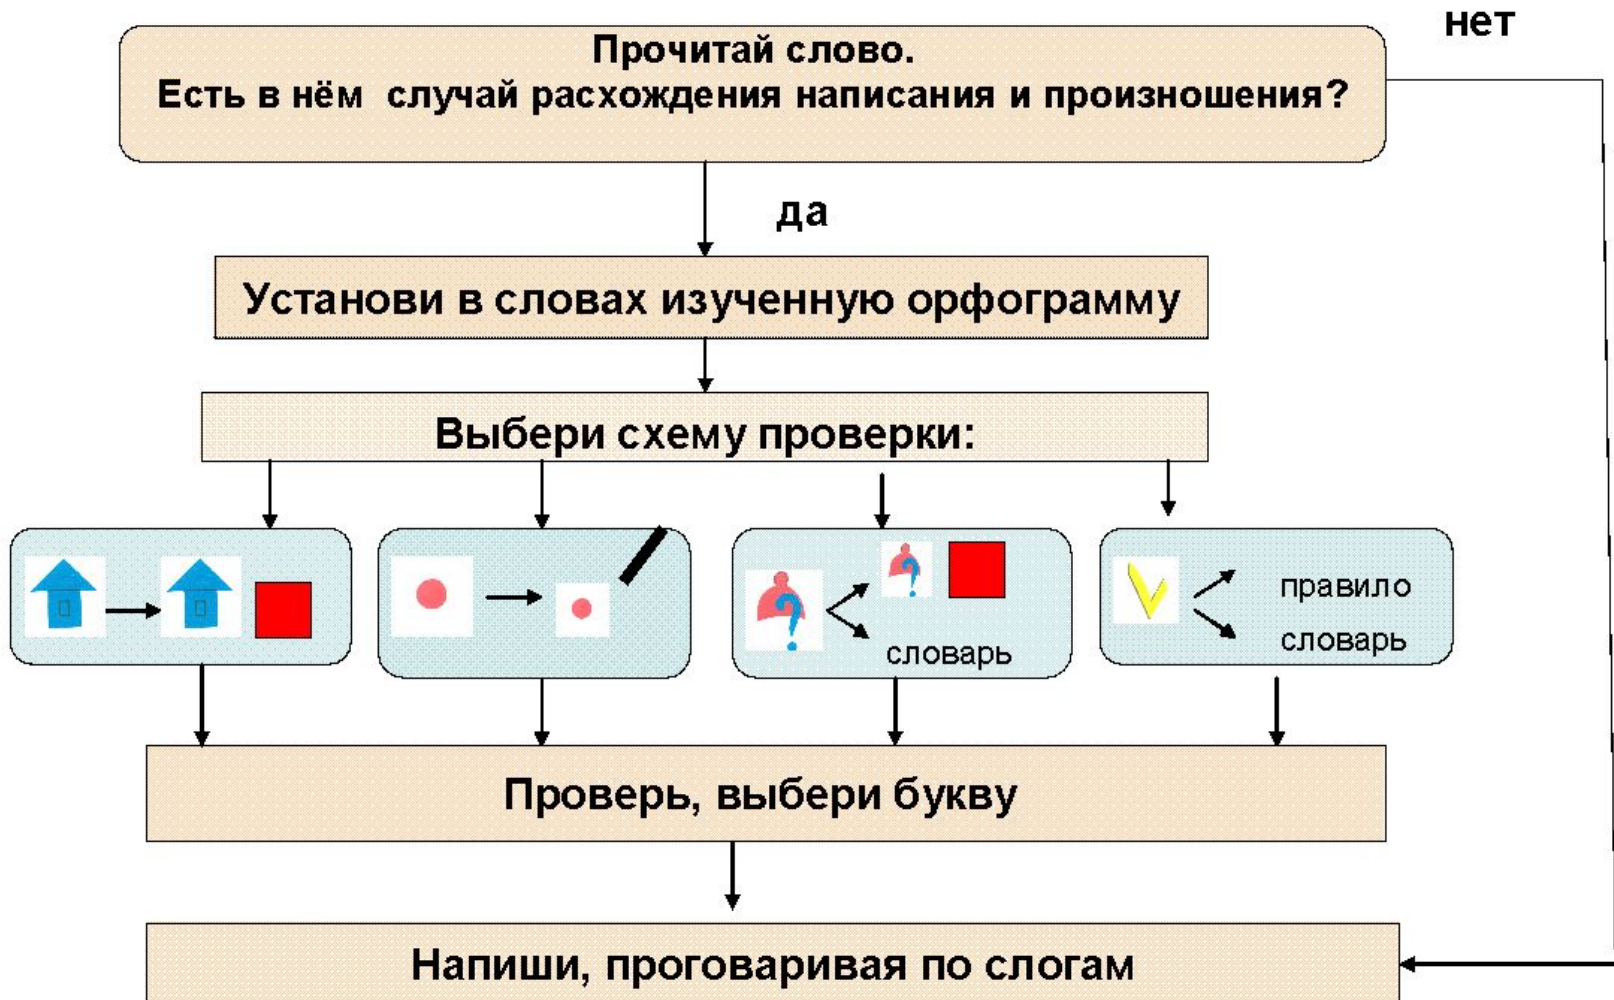 нет
Прочитай слово.
Есть в нём случай расхождения написания и произношения?
да
Установи в словах изученную орфограмму
Выбери схему проверки:
словарь
правило
словарь
Проверь, выбери букву
Напиши, проговаривая по слогам